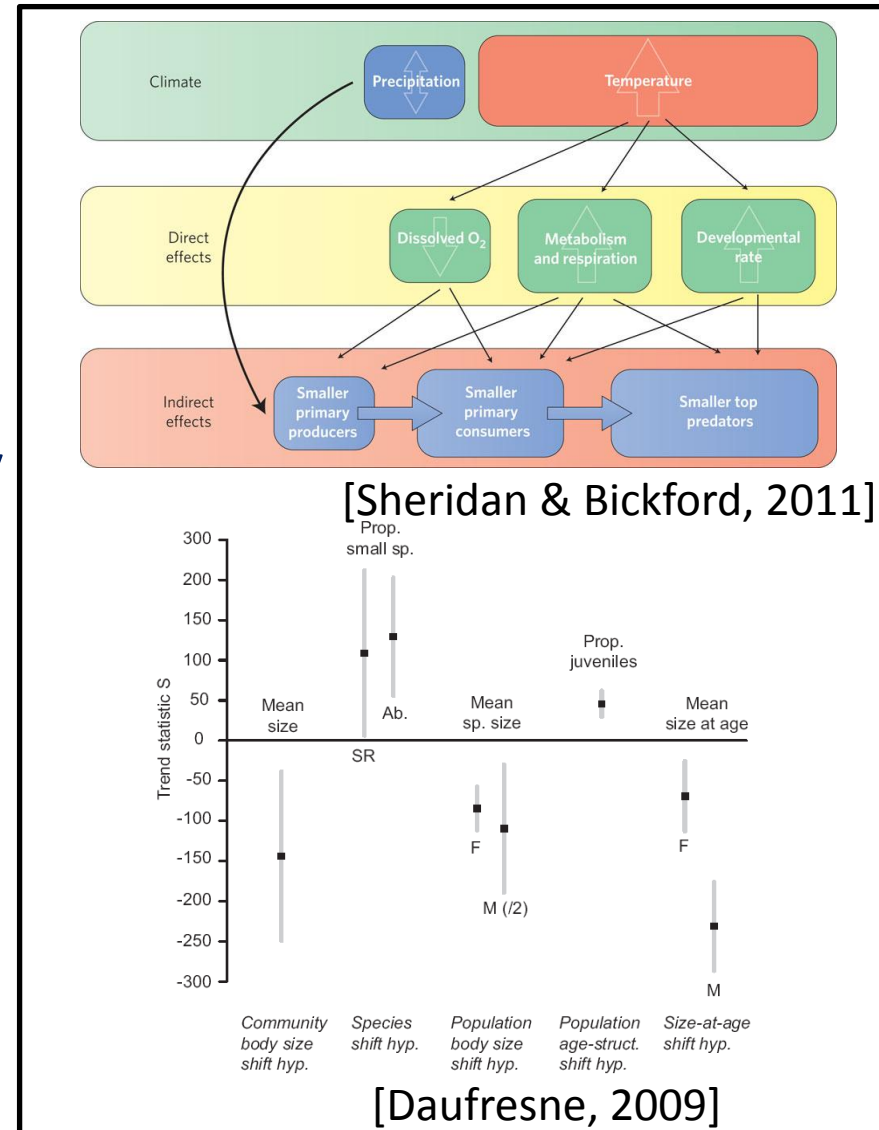 Climate
Precipitation
Temperature
Direct
effects
Dissolved O₂
Metabolism
and respiration
Developmental
rate
Indirect
effects
Smaller
primary
producers
Smaller
primary
consumers
Smaller top
predators
[Sheridan & Bickford, 2011]
Trend statistic S
300
200
150
100
50
0
-50
-100
-150
-200
-250
-300
Mean
size
Prop.
small sp.
SR
Ab.
Mean
sp. size
F
M (/2)
Prop.
juveniles
Mean
size at age
F
M
Community
body size
shift hyp.
Species
shift hyp.
Population
body size
shift hyp.
Population
age-struct.
shift hyp.
Size-at-age
shift hyp.
[Daufresne, 2009]